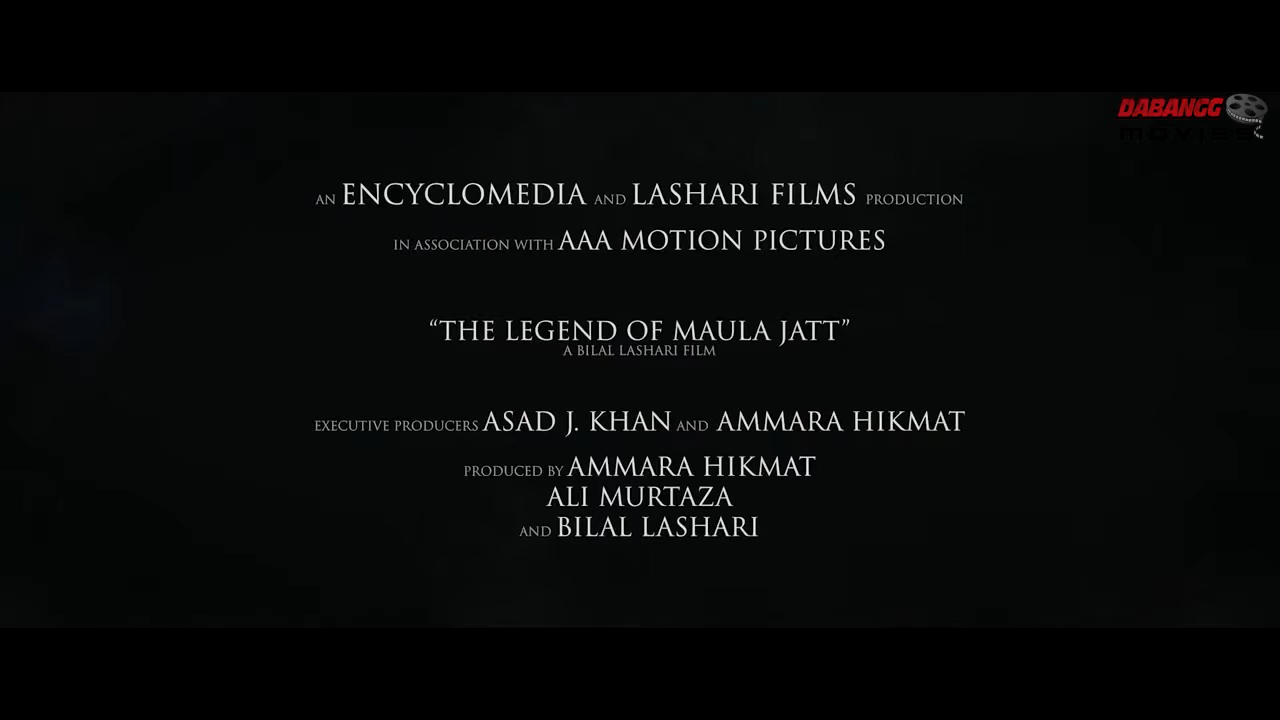 DABANGG
MOVIES
AN ENCYCLOMEDIA AND LASHARI FILMS PRODUCTION
IN ASSOCIATION WITH AAA MOTION PICTURES
“THE LEGEND OF MAULA JATT”
A BILAL LASHARI FILM
EXECUTIVE PRODUCERS ASAD J. KHAN AND AMMARA HIKMAT
PRODUCED BY AMMARA HIKMAT
ALI MURTAZA
AND BILAL LASHARI